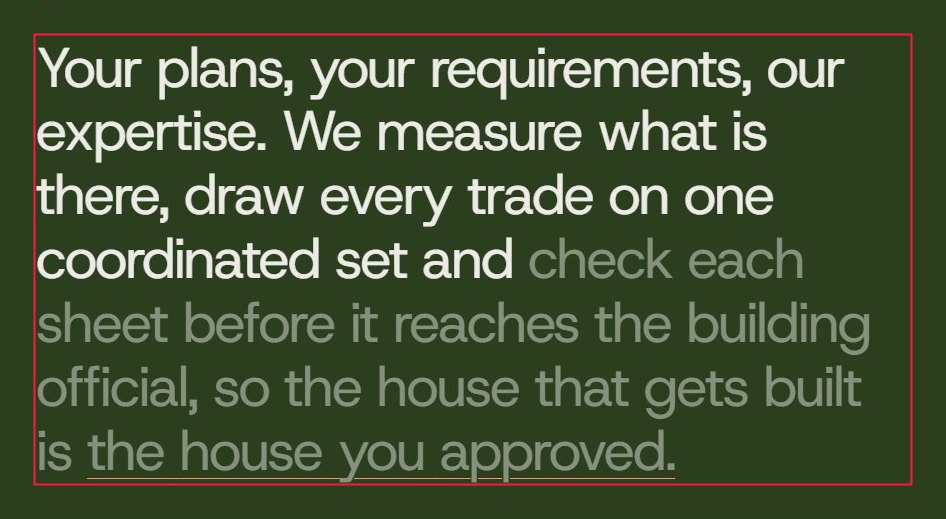 Your plans, your requirements, our
expertise. We measure what is
there, draw every trade on one
coordinated set and check each
sheet before it reaches the building
official, so the house that gets built
is the house you approved.